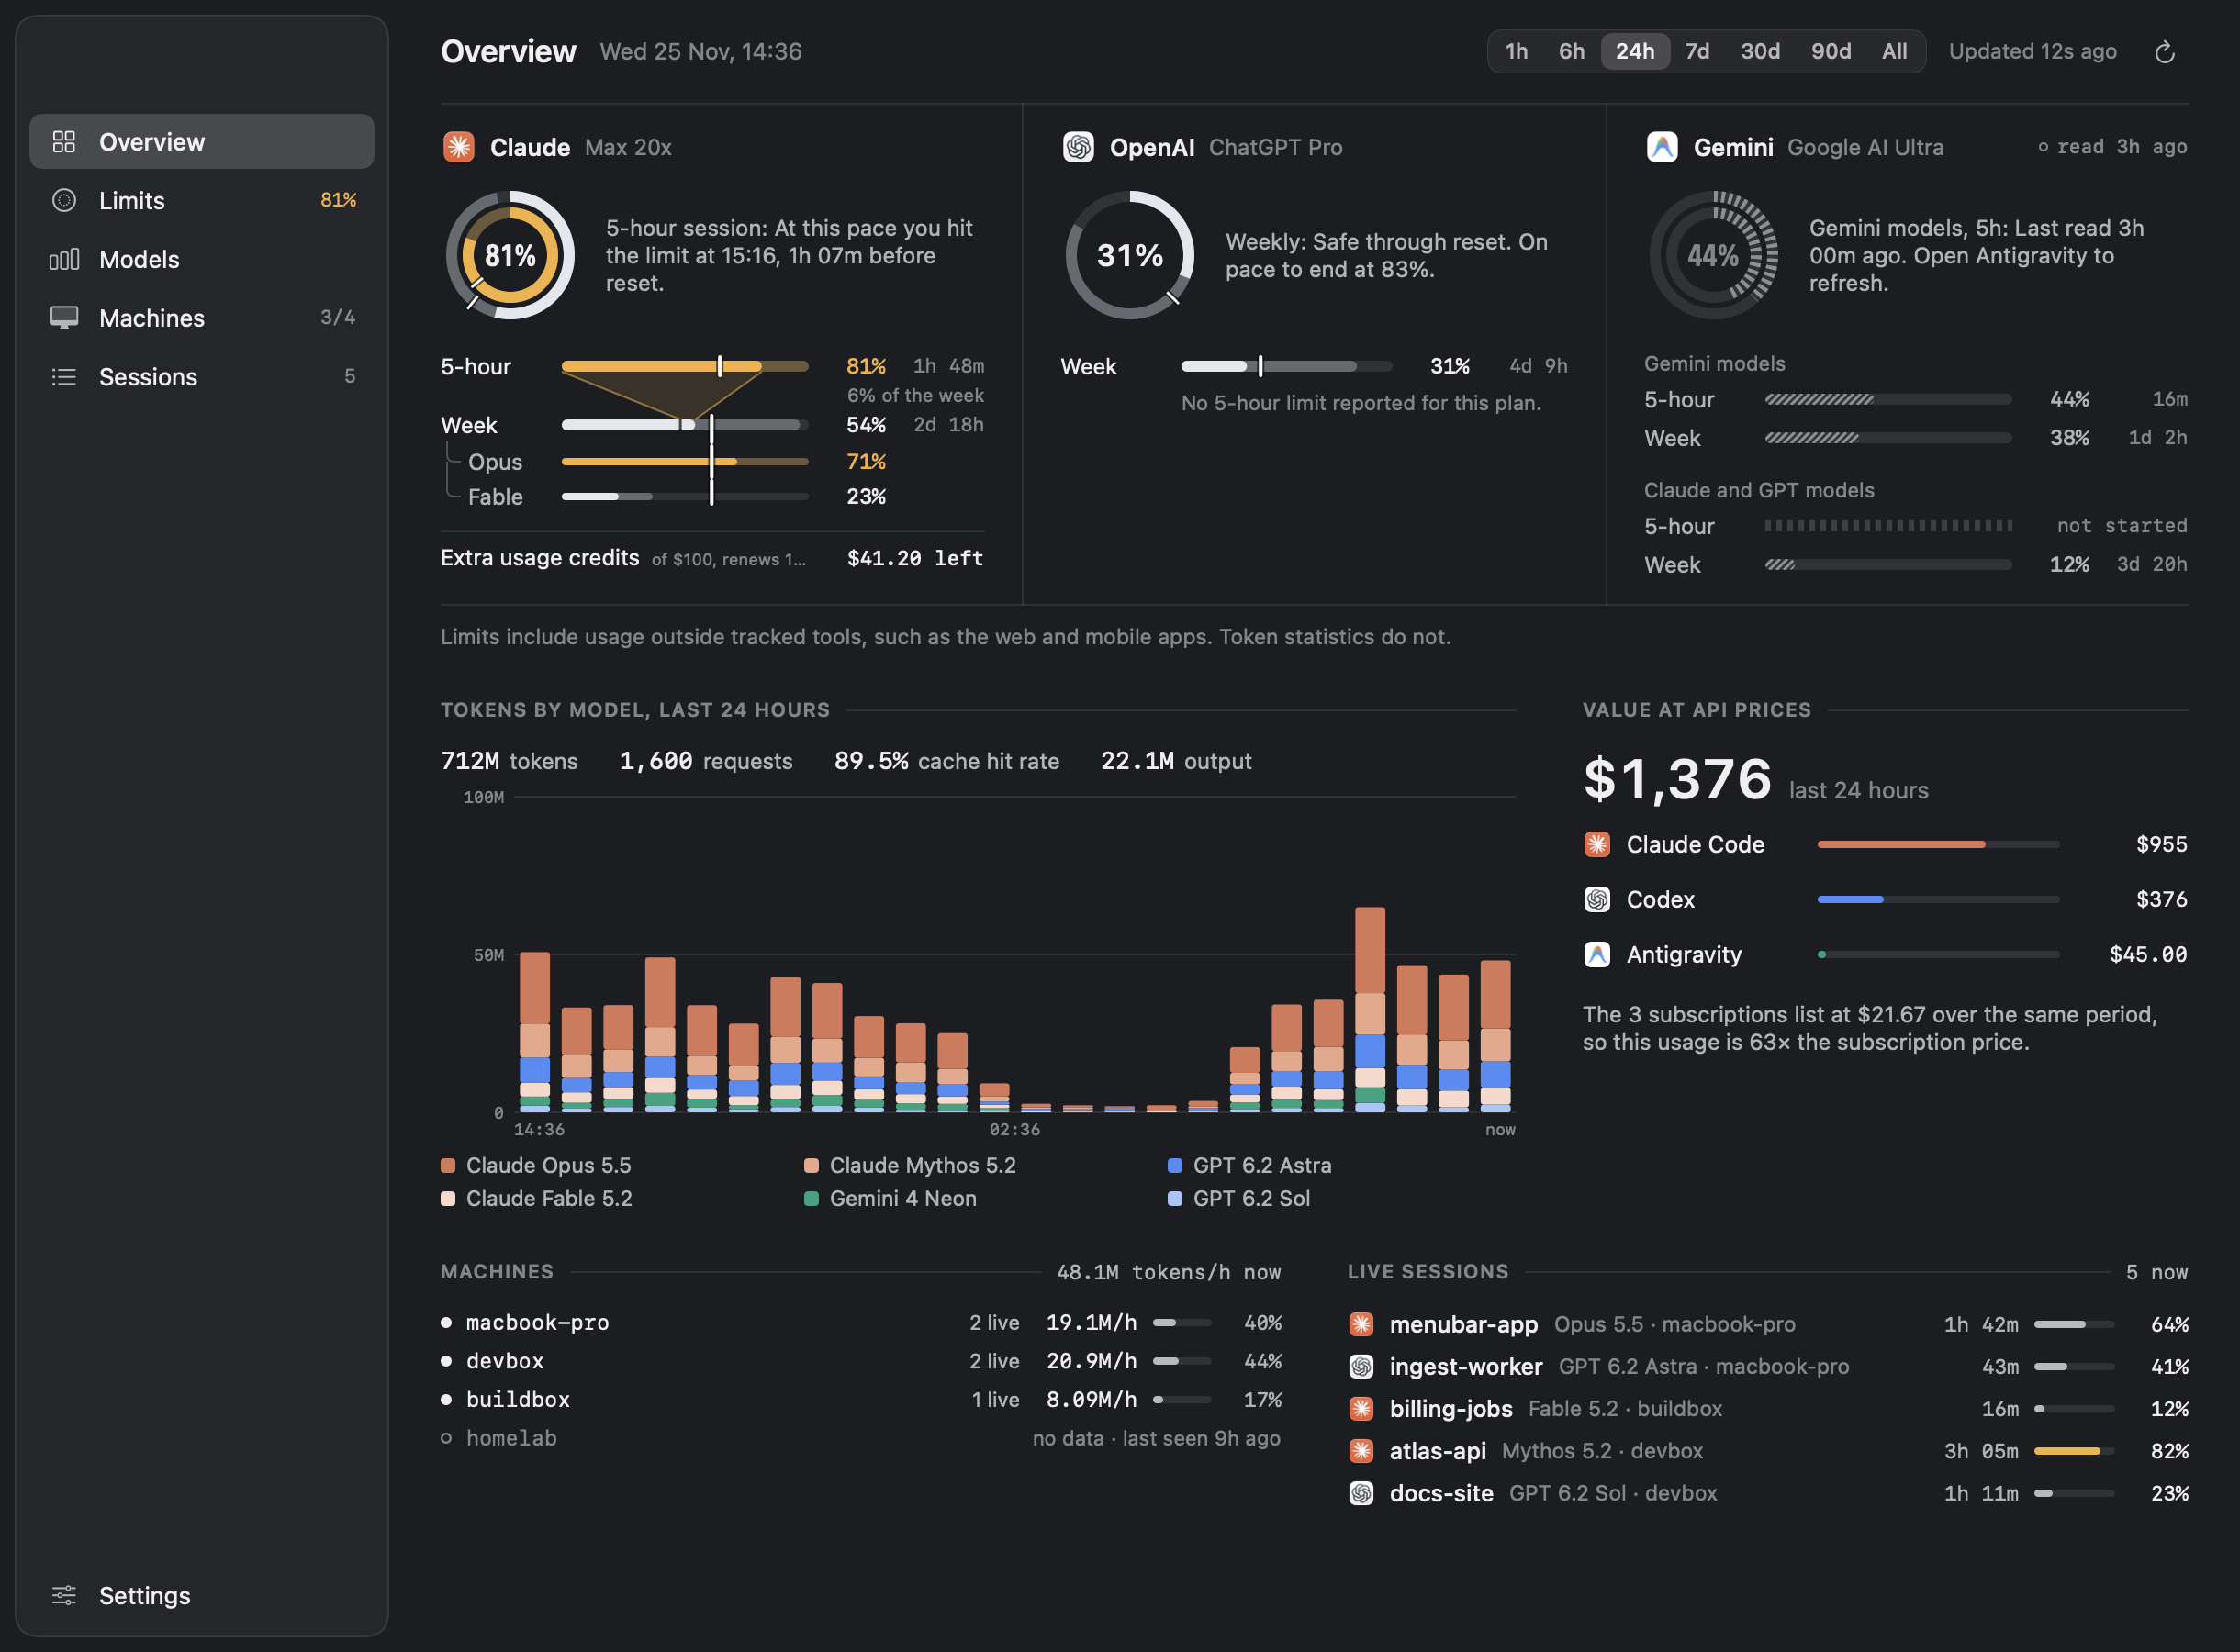 Overview
Limits 81%
Models
Machines 3/4
Sessions 5
Settings
Overview Wed 25 Nov, 14:36
1h 6h 24h 7d 30d 90d All Updated 12s ago
Claude Max 20x
81%
5-hour session: At this pace you hit
the limit at 15:16, 1h 07m before
reset.
5-hour 81% 1h 48m
6% of the week
Week 54% 2d 18h
Opus 71%
Fable 23%
Extra usage credits of $100, renews 1… $41.20 left
OpenAI ChatGPT Pro
31%
Weekly: Safe through reset. On
pace to end at 83%.
Week 31% 4d 9h
No 5-hour limit reported for this plan.
Gemini Google AI Ultra read 3h ago
44%
Gemini models, 5h: Last read 3h
00m ago. Open Antigravity to
refresh.
Gemini models
5-hour 44% 16m
Week 38% 1d 2h
Claude and GPT models
5-hour not started
Week 12% 3d 20h
Limits include usage outside tracked tools, such as the web and mobile apps. Token statistics do not.
TOKENS BY MODEL, LAST 24 HOURS
712M tokens 1,600 requests 89.5% cache hit rate 22.1M output
100M
50M
0
14:36 02:36 now
Claude Opus 5.5 Claude Mythos 5.2 GPT 6.2 Astra
Claude Fable 5.2 Gemini 4 Neon GPT 6.2 Sol
VALUE AT API PRICES
$1,376 last 24 hours
Claude Code $955
Codex $376
Antigravity $45.00
The 3 subscriptions list at $21.67 over the same period,
so this usage is 63× the subscription price.
MACHINES 48.1M tokens/h now
macbook-pro 2 live 19.1M/h 40%
devbox 2 live 20.9M/h 44%
buildbox 1 live 8.09M/h 17%
homelab no data · last seen 9h ago
LIVE SESSIONS 5 now
menubar-app Opus 5.5 · macbook-pro 1h 42m 64%
ingest-worker GPT 6.2 Astra · macbook-pro 43m 41%
billing-jobs Fable 5.2 · buildbox 16m 12%
atlas-api Mythos 5.2 · devbox 3h 05m 82%
docs-site GPT 6.2 Sol · devbox 1h 11m 23%